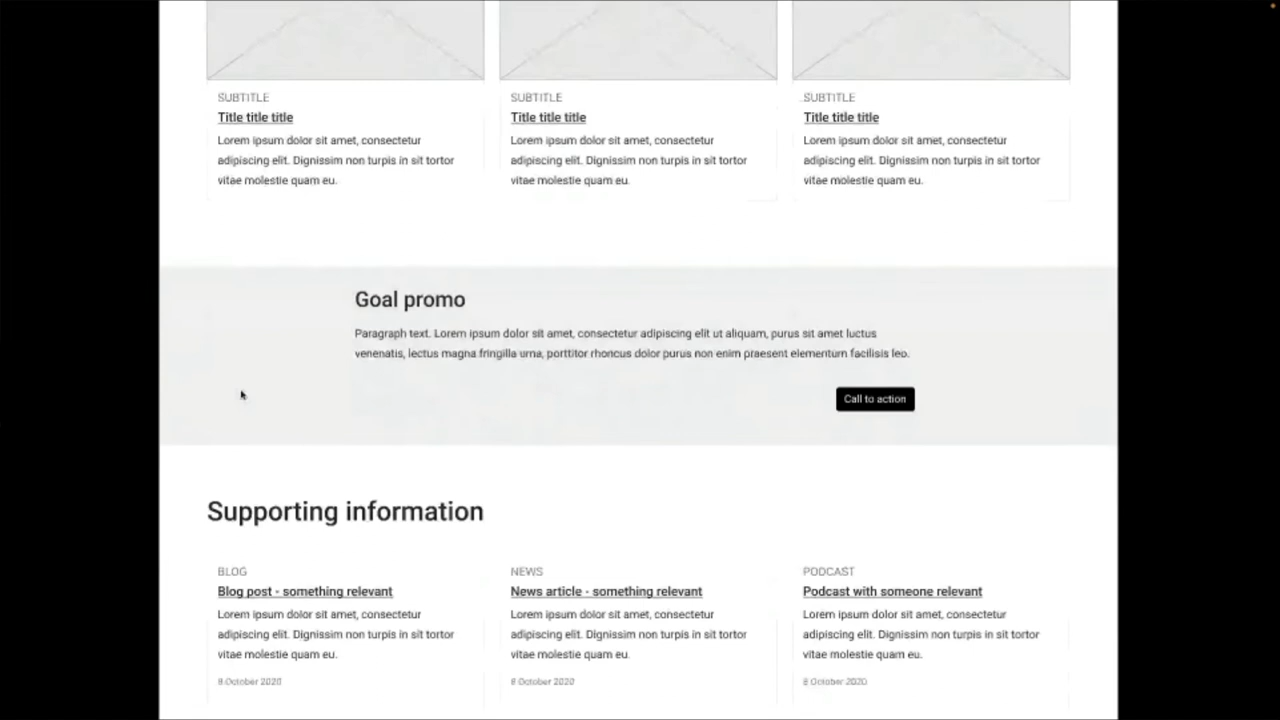 SUBTITLE
Title title title
Lorem ipsum dolor sit amet, consectetur
adipiscing elit. Dignissim non turpis in sit tortor
vitae molestie quam eu.
SUBTITLE
Title title title
Lorem ipsum dolor sit amet, consectetur
adipiscing elit. Dignissim non turpis in sit tortor
vitae molestie quam eu.
SUBTITLE
Title title title
Lorem ipsum dolor sit amet, consectetur
adipiscing elit. Dignissim non turpis in sit tortor
vitae molestie quam eu.
Goal promo
Paragraph text. Lorem ipsum dolor sit amet, consectetur adipiscing elit ut aliquam, purus sit amet luctus
venenatis, lectus magna fringilla urna, porttitor rhoncus dolor purus non enim praesent elementum facilisis leo.
Call to action
Supporting information
BLOG
Blog post - something relevant
Lorem ipsum dolor sit amet, consectetur
adipiscing elit. Dignissim non turpis in sit tortor
vitae molestie quam eu.
8 October 2020
NEWS
News article - something relevant
Lorem ipsum dolor sit amet, consectetur
adipiscing elit. Dignissim non turpis in sit tortor
vitae molestie quam eu.
8 October 2020
PODCAST
Podcast with someone relevant
Lorem ipsum dolor sit amet, consectetur
adipiscing elit. Dignissim non turpis in sit tortor
vitae molestie quam eu.
8 October 2020